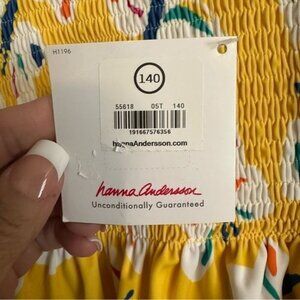 H1196
140
55618 05T 140
191667576356
hannaAndersson.com
hanna Andersson
Unconditionally Guaranteed